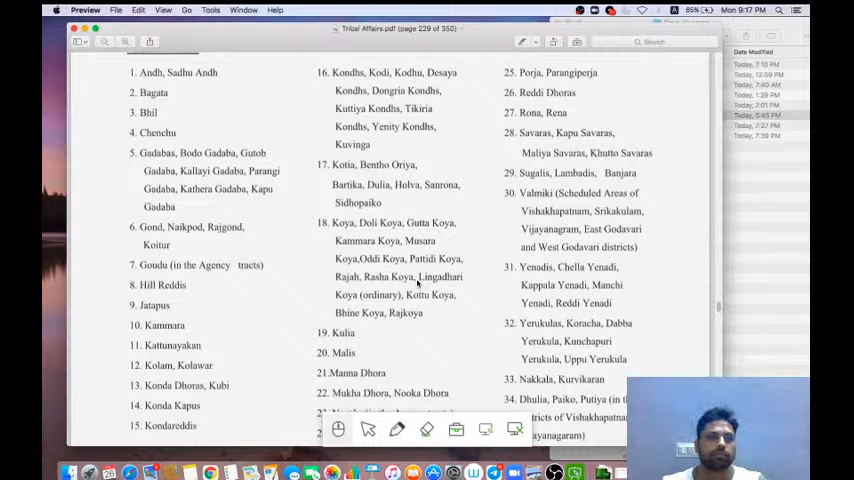 Preview File Edit View Go Tools Window Help
65% Mon 9:17 PM
Tribal Affairs.pdf (page 229 of 350)
Search
1. Andh, Sadhu Andh
2. Bagata
3. Bhil
4. Chenchu
5. Gadabas, Bodo Gadaba, Gutob
Gadaba, Kallayi Gadaba, Parangi
Gadaba, Kathera Gadaba, Kapu
Gadaba
6. Gond, Naikpod, Rajgond,
Koitur
7. Goudu (in the Agency tracts)
8. Hill Reddis
9. Jatapus
10. Kammara
11. Kattunayakan
12. Kolam, Kolawar
13. Konda Dhoras, Kubi
14. Konda Kapus
15. Kondareddis
16. Kondhs, Kodi, Kodhu, Desaya
Kondhs, Dongria Kondhs,
Kuttiya Kondhs, Tikiria
Kondhs, Yenity Kondhs,
Kuvinga
17. Kotia, Bentho Oriya,
Bartika, Dulia, Holva, Sanrona,
Sidhopaiko
18. Koya, Doli Koya, Gutta Koya,
Kammara Koya, Musara
Koya,Oddi Koya, Pattidi Koya,
Rajah, Rasha Koya, Lingadhari
Koya (ordinary), Kottu Koya,
Bhine Koya, Rajkoya
19. Kulia
20. Malis
21.Manna Dhora
22. Mukha Dhora, Nooka Dhora
25. Porja, Parangiperja
26. Reddi Dhoras
27. Rona, Rena
28. Savaras, Kapu Savaras,
Maliya Savaras, Khutto Savaras
29. Sugalis, Lambadis, Banjara
30. Valmiki (Scheduled Areas of
Vishakhapatnam, Srikakulam,
Vijayanagram, East Godavari
and West Godavari districts)
31. Yenadis, Chella Yenadi,
Kappala Yenadi, Manchi
Yenadi, Reddi Yenadi
32. Yerukulas, Koracha, Dabba
Yerukula, Kunchapuri
Yerukula, Uppu Yerukula
33. Nakkala, Kurvikaran
34. Dhulia, Paiko, Putiya (in th
tricts of Vishakhapatnam
ayanagaram)
Date Modified
Today, 7:10 PM
Today, 12:59 PM
Today, 7:40 AM
Today, 1:29 PM
Today, 7:01 PM
Today, 5:45 PM
Today, 7:27 PM
Today, 7:39 PM